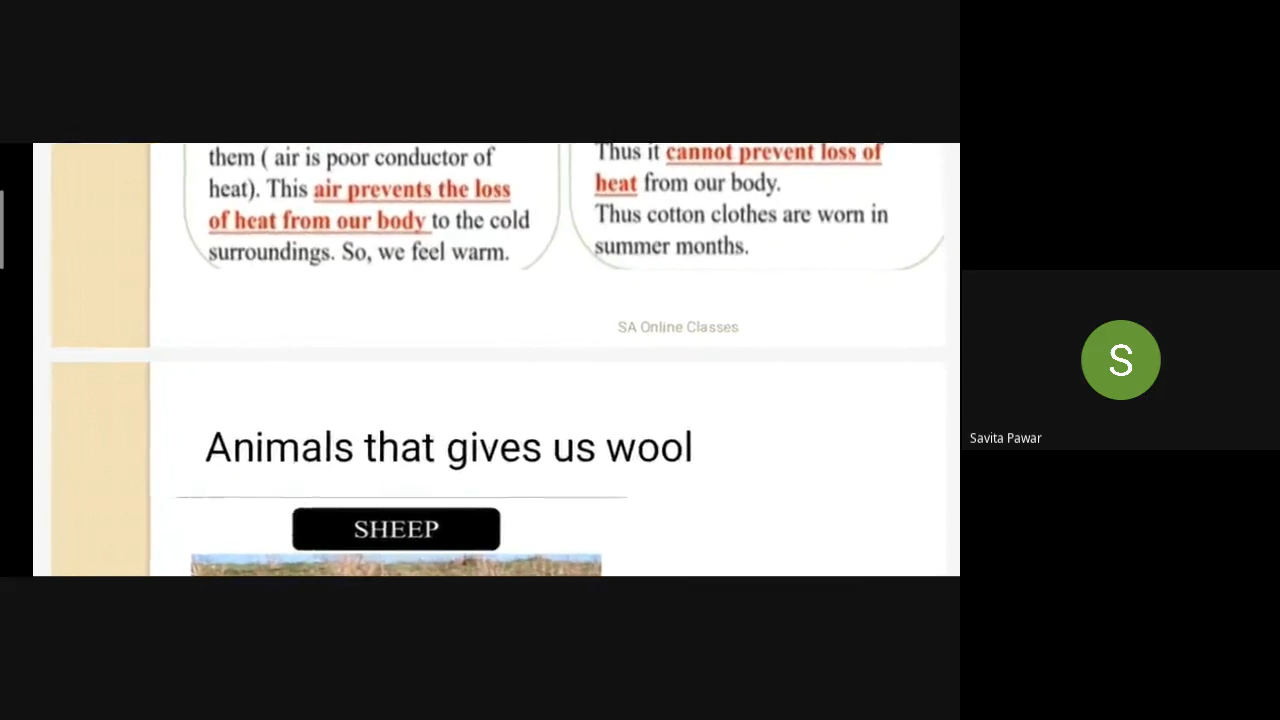 them ( air is poor conductor of
heat). This air prevents the loss
of heat from our body to the cold
surroundings. So, we feel warm.
Thus it cannot prevent loss of
heat from our body.
Thus cotton clothes are worn in
summer months.
SA Online Classes
Animals that gives us wool
SHEEP
S
Savita Pawar